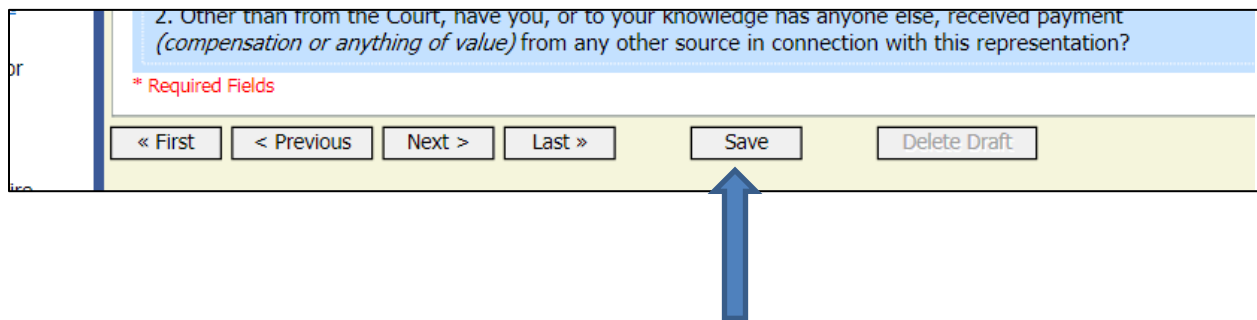 2. Other than from the Court, have you, or to your knowledge has anyone else, received payment
(compensation or anything of value) from any other source in connection with this representation?
or
* Required Fields
« First < Previous Next > Last » Save Delete Draft